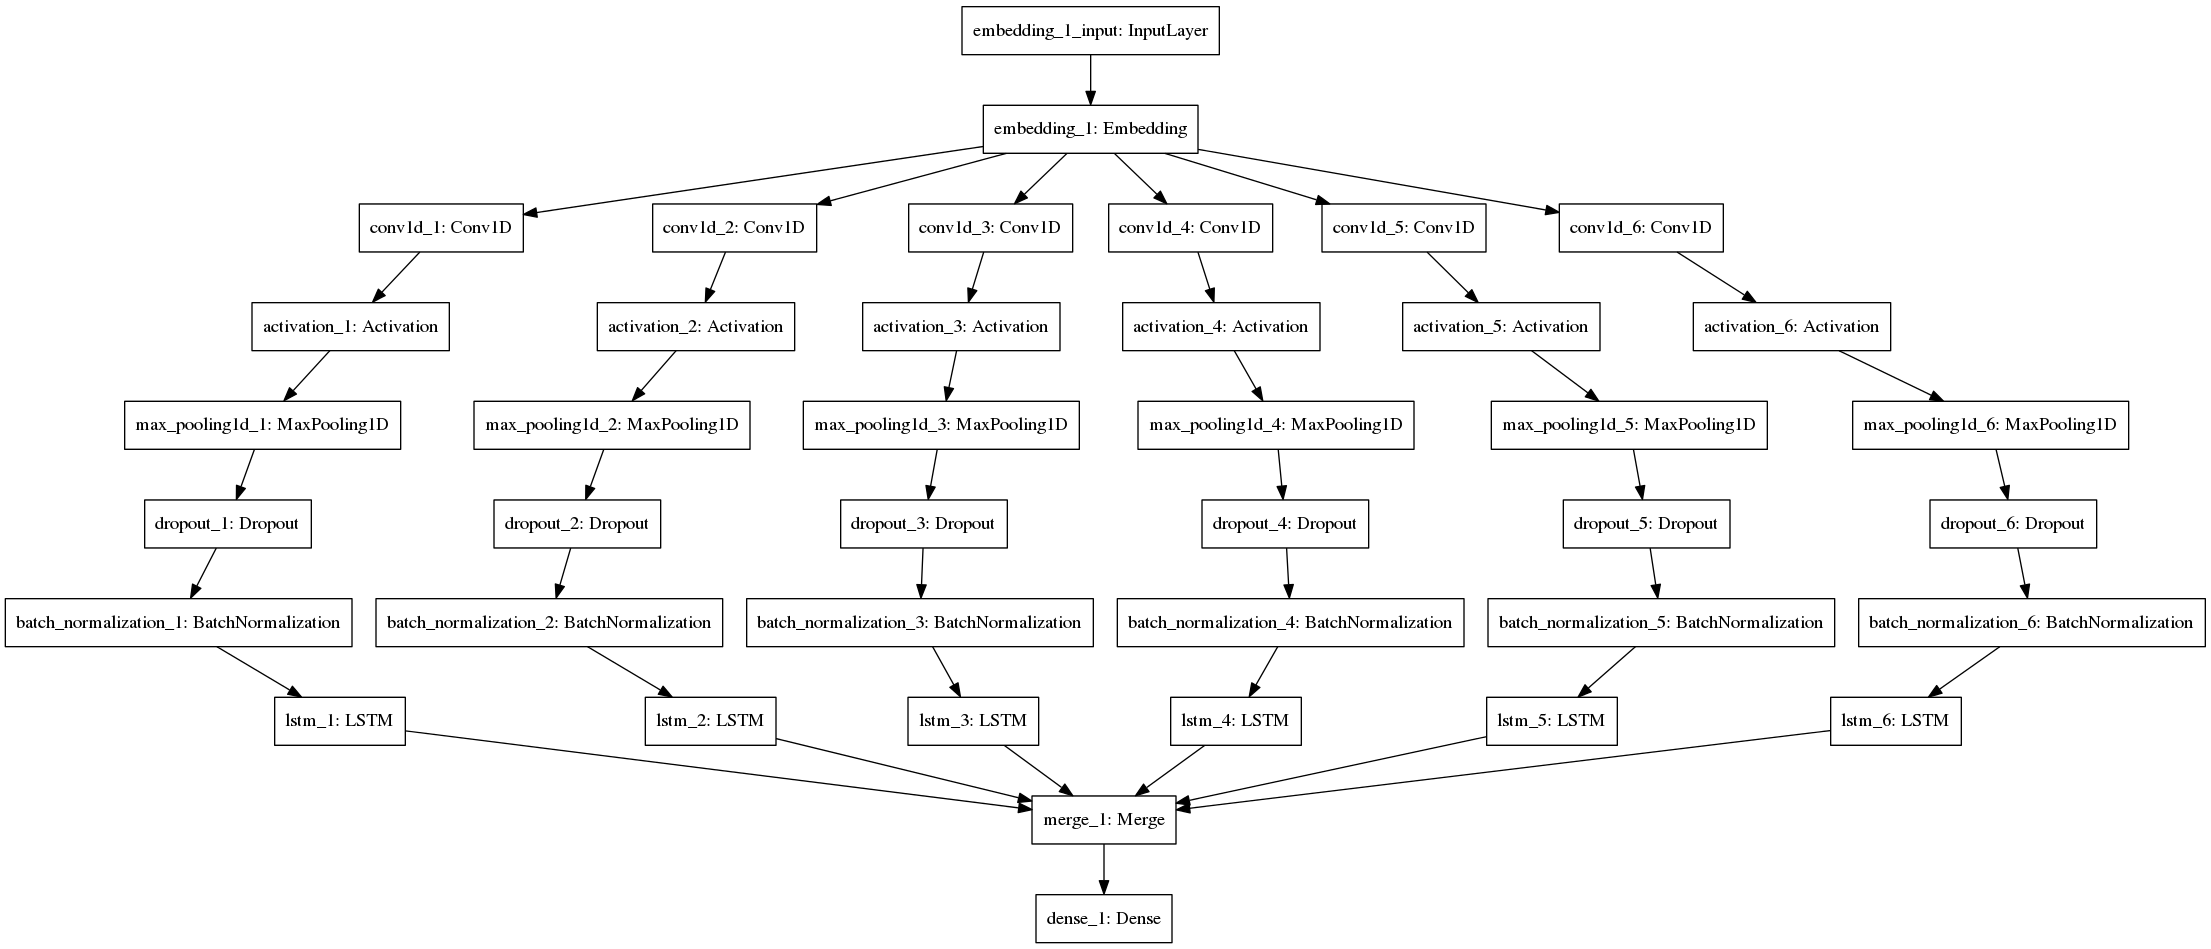 embedding_1_input: InputLayer
embedding_1: Embedding
conv1d_1: Conv1D
conv1d_2: Conv1D
conv1d_3: Conv1D
conv1d_4: Conv1D
conv1d_5: Conv1D
conv1d_6: Conv1D
activation_1: Activation
activation_2: Activation
activation_3: Activation
activation_4: Activation
activation_5: Activation
activation_6: Activation
max_pooling1d_1: MaxPooling1D
max_pooling1d_2: MaxPooling1D
max_pooling1d_3: MaxPooling1D
max_pooling1d_4: MaxPooling1D
max_pooling1d_5: MaxPooling1D
max_pooling1d_6: MaxPooling1D
dropout_1: Dropout
dropout_2: Dropout
dropout_3: Dropout
dropout_4: Dropout
dropout_5: Dropout
dropout_6: Dropout
batch_normalization_1: BatchNormalization
batch_normalization_2: BatchNormalization
batch_normalization_3: BatchNormalization
batch_normalization_4: BatchNormalization
batch_normalization_5: BatchNormalization
batch_normalization_6: BatchNormalization
lstm_1: LSTM
lstm_2: LSTM
lstm_3: LSTM
lstm_4: LSTM
lstm_5: LSTM
lstm_6: LSTM
merge_1: Merge
dense_1: Dense